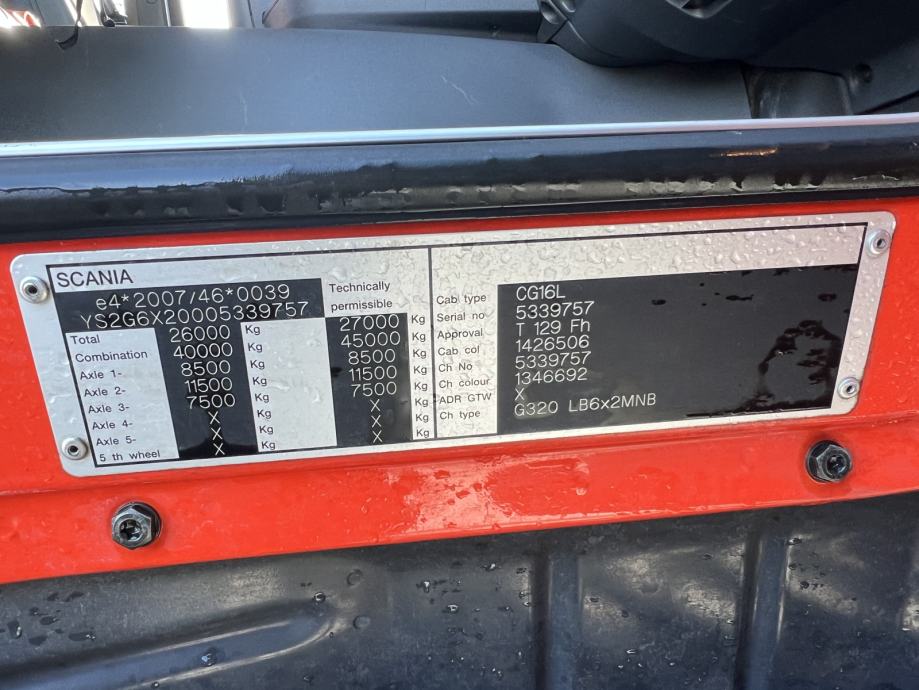 SCANIA
e4*2007/46*0039
YS2G6X20005339757
Technically permissible
Total 26000 Kg 27000 Kg
Combination 40000 Kg 45000 Kg
Axle 1- 8500 Kg 8500 Kg
Axle 2- 11500 Kg 11500 Kg
Axle 3- 7500 Kg 7500 Kg
Axle 4- X Kg X Kg
Axle 5- X Kg X Kg
5 th wheel X Kg X Kg
Cab type CG16L
Serial no 5339757
Approval T 129 Fh
Cab col 1426506
Ch No 5339757
Ch colour 1346692
ADR GTW X
Ch type G320 LB6x2MNB